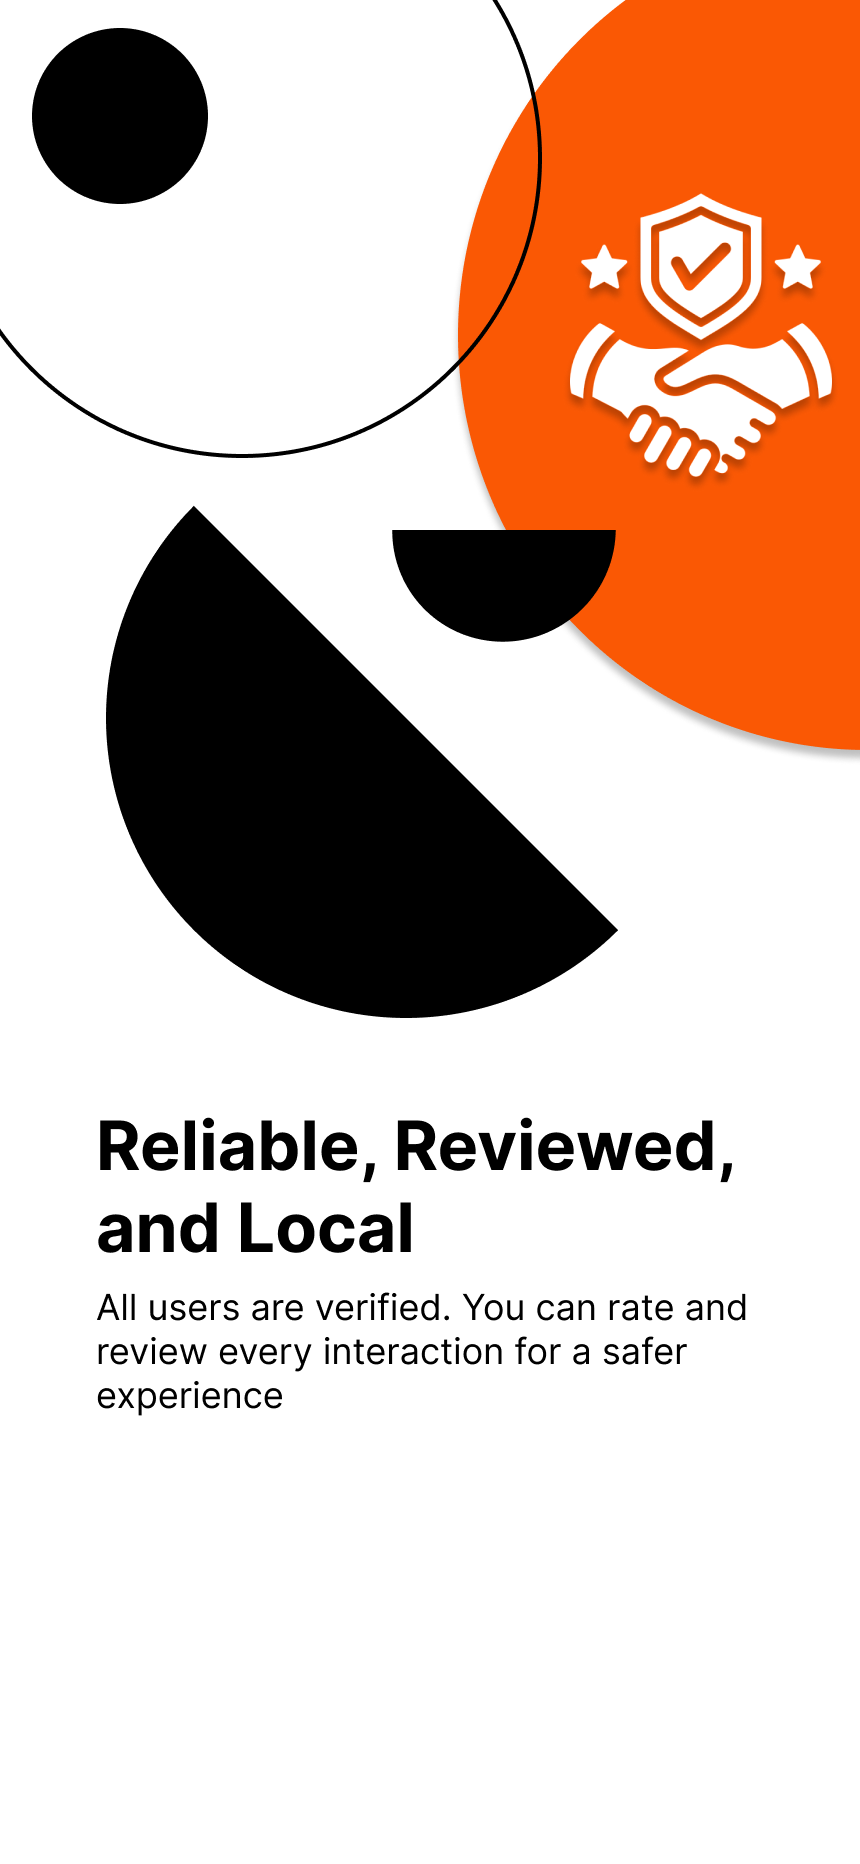 Reliable, Reviewed,
and Local
All users are verified. You can rate and
review every interaction for a safer
experience